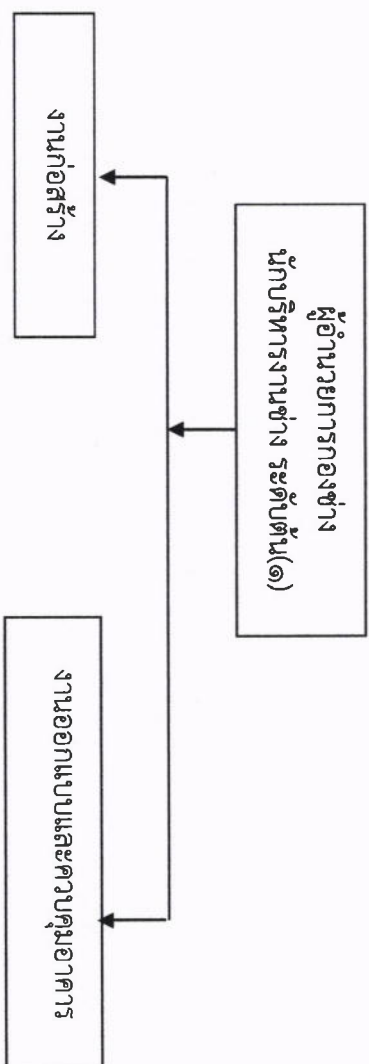 ผู้อำนวยการกองช่าง
นักบริหารงานช่าง ระดับต้น(๑)
งานก่อสร้าง
งานออกแบบและควบคุมอาคาร